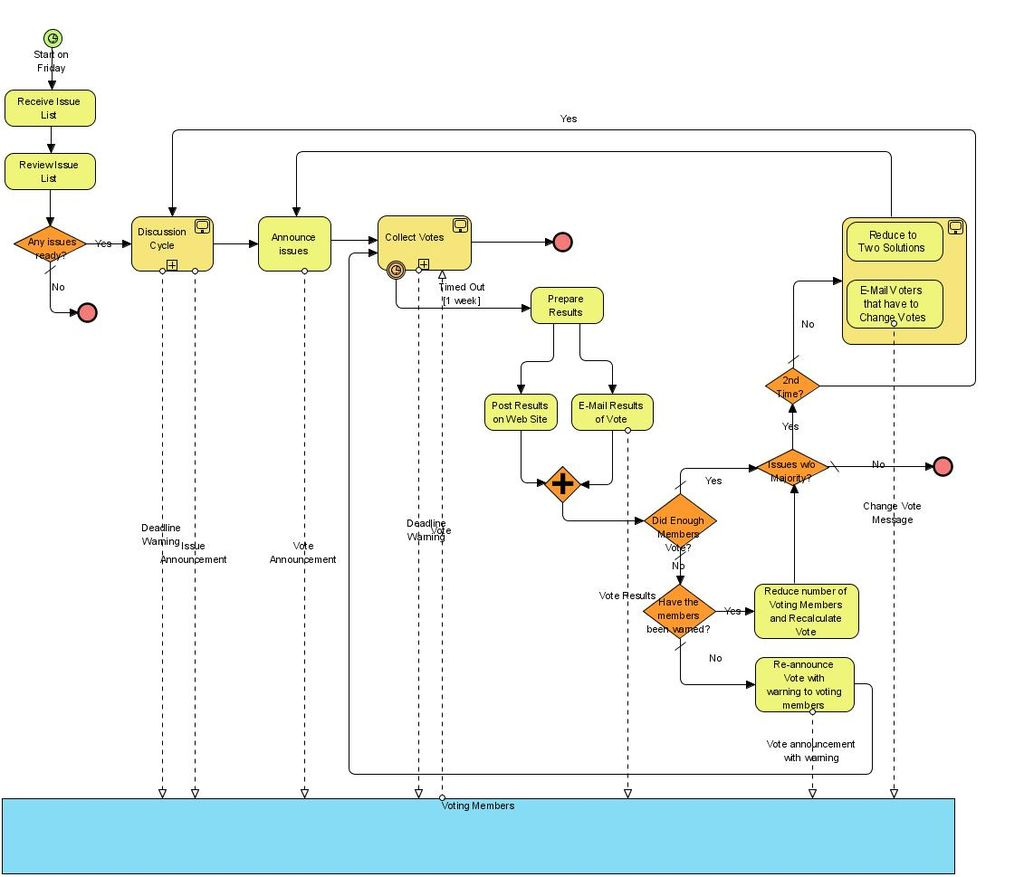 Start on
Friday
Receive Issue
List
Review Issue
List
Any issues
ready?
Yes
No
Yes
Discussion
Cycle
Announce
issues
Collect Votes
Timed Out
[1 week]
Prepare
Results
Post Results
on Web Site
E-Mail Results
of Vote
Reduce to
Two Solutions
E-Mail Voters
that have to
Change Votes
No
2nd
Time?
Yes
Issues w/o
Majority?
No
Yes
Did Enough
Members
Vote?
No
Have the
members
been warned?
Yes
Reduce number of
Voting Members
and Recalculate
Vote
No
Re-announce
Vote with
warning to voting
members
Deadline
Warning
Issue
Announcement
Vote
Announcement
Deadline
Warning
Vote
Vote Results
Change Vote
Message
Vote announcement
with warning
Voting Members